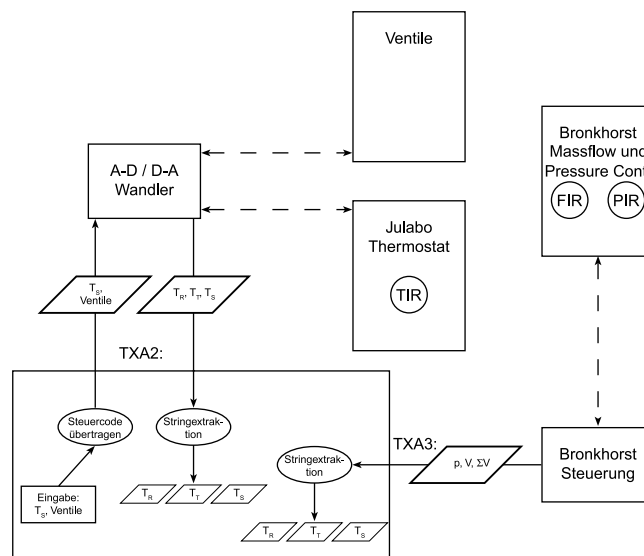 Ventile
Bronkhorst
Massflow und
Pressure Cont
FIR
PIR
A-D / D-A
Wandler
Julabo
Thermostat
TIR
T_S,
Ventile
T_R, T_T, T_S
TXA2:
Steuercode
übertragen
Stringextrak-
tion
Stringextrak-
tion
TXA3:
p, V, ΣV
Bronkhorst
Steuerung
Eingabe:
T_S, Ventile
T_R
T_T
T_S
T_R
T_T
T_S